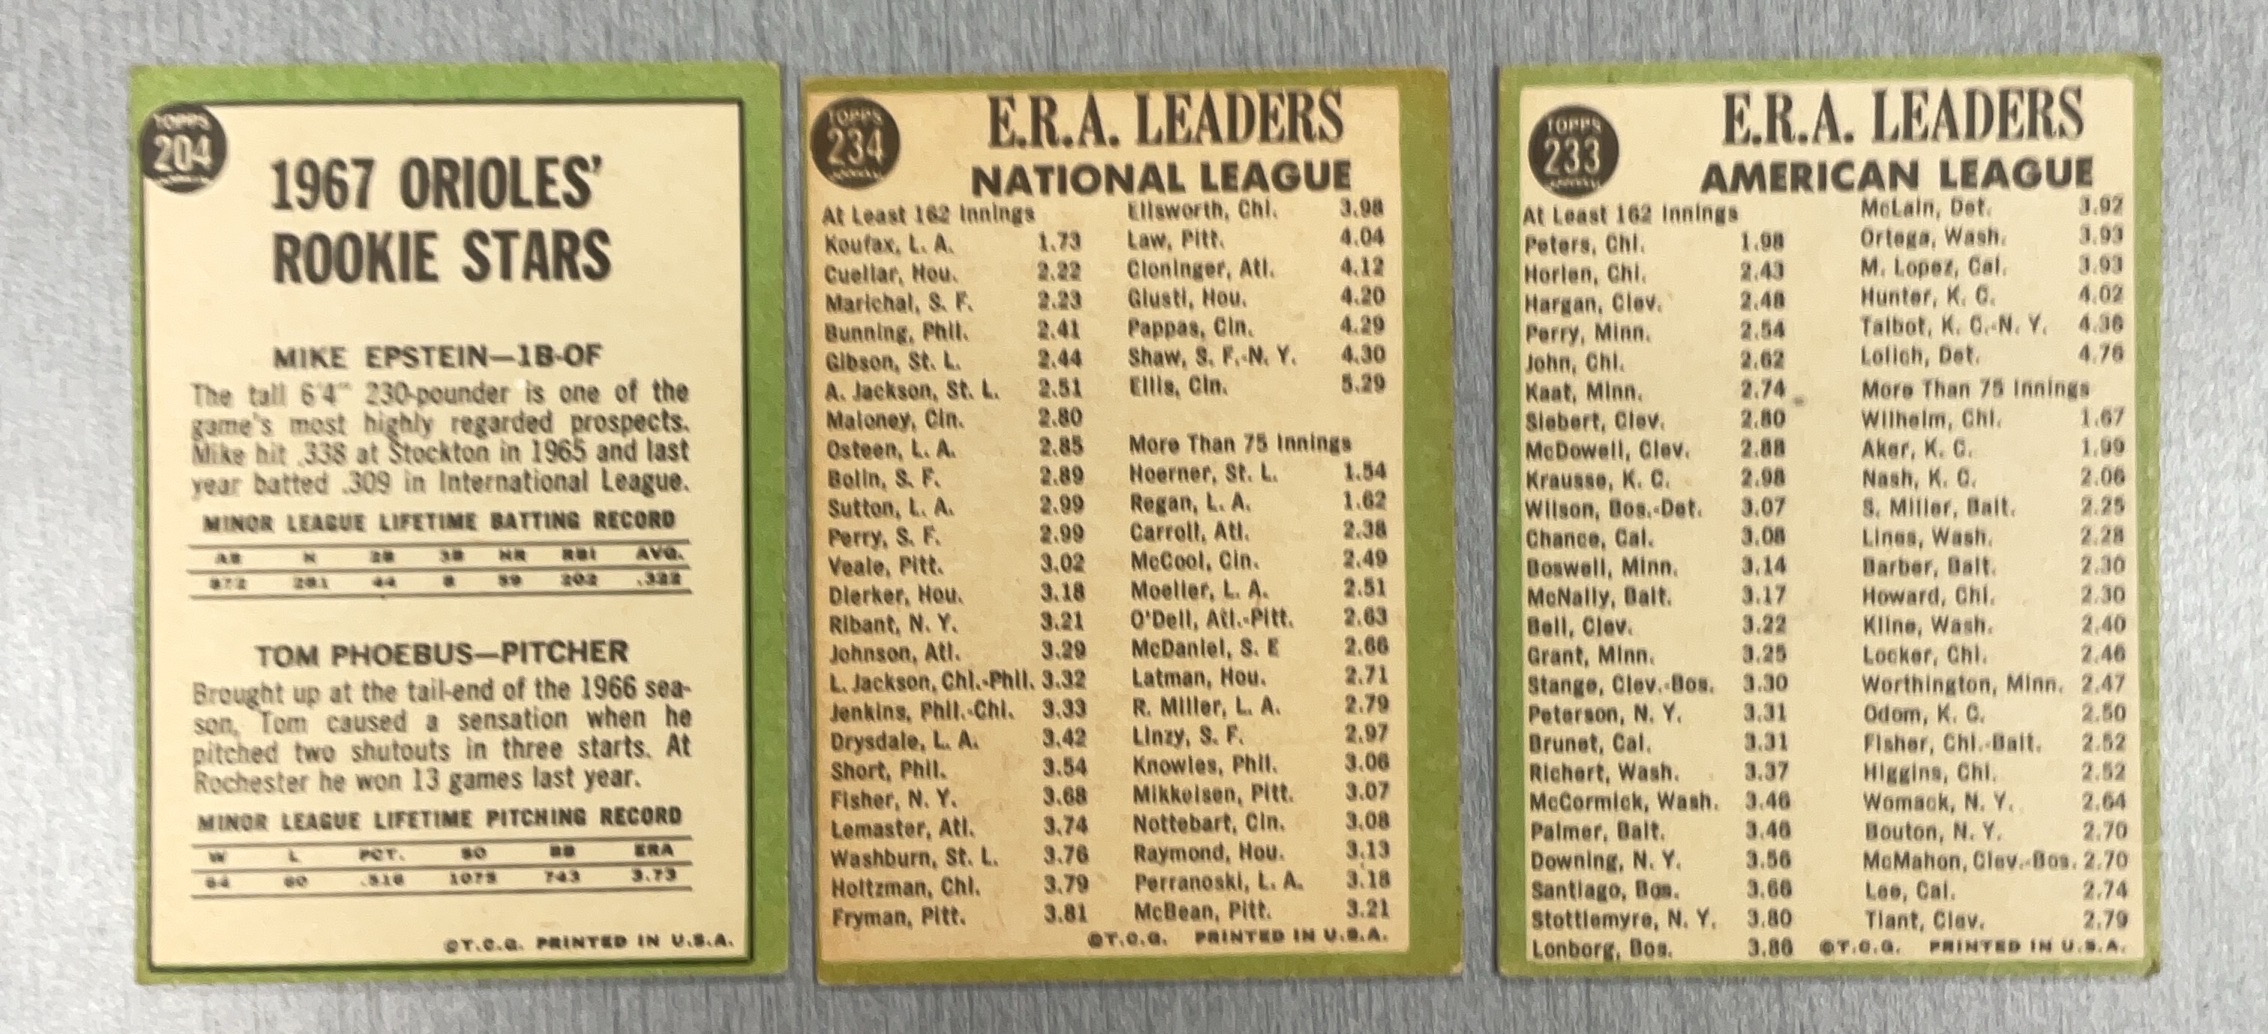 TOPPS
204
1967 ORIOLES'
ROOKIE STARS
MIKE EPSTEIN—1B-OF
The tall 6'4" 230-pounder is one of the
game's most highly regarded prospects.
Mike hit .338 at Stockton in 1965 and last
year batted .309 in International League.
MINOR LEAGUE LIFETIME BATTING RECORD
AB H 2B 3B HR RBI AVG.
872 281 44 8 59 202 .322
TOM PHOEBUS—PITCHER
Brought up at the tail-end of the 1966 sea-
son, Tom caused a sensation when he
pitched two shutouts in three starts. At
Rochester he won 13 games last year.
MINOR LEAGUE LIFETIME PITCHING RECORD
W L PCT. SO BB ERA
64 60 .516 1075 743 3.73
©T.C.G. PRINTED IN U.S.A.
TOPPS
234
E.R.A. LEADERS
NATIONAL LEAGUE
At Least 162 Innings
Koufax, L. A. 1.73
Cuellar, Hou. 2.22
Marichal, S. F. 2.23
Bunning, Phil. 2.41
Gibson, St. L. 2.44
A. Jackson, St. L. 2.51
Maloney, Cin. 2.80
Osteen, L. A. 2.85
Bolin, S. F. 2.89
Sutton, L. A. 2.99
Perry, S. F. 2.99
Veale, Pitt. 3.02
Dierker, Hou. 3.18
Ribant, N. Y. 3.21
Johnson, Atl. 3.29
L. Jackson, Chi.-Phil. 3.32
Jenkins, Phil.-Chi. 3.33
Drysdale, L. A. 3.42
Short, Phil. 3.54
Fisher, N. Y. 3.68
Lemaster, Atl. 3.74
Washburn, St. L. 3.76
Holtzman, Chi. 3.79
Fryman, Pitt. 3.81
Ellsworth, Chi. 3.98
Law, Pitt. 4.04
Cloninger, Atl. 4.12
Giusti, Hou. 4.20
Pappas, Cin. 4.29
Shaw, S. F.-N. Y. 4.30
Ellis, Cin. 5.29
More Than 75 Innings
Hoerner, St. L. 1.54
Regan, L. A. 1.62
Carroll, Atl. 2.38
McCool, Cin. 2.49
Moeller, L. A. 2.51
O'Dell, Atl.-Pitt. 2.63
McDaniel, S. F 2.66
Latman, Hou. 2.71
R. Miller, L. A. 2.79
Linzy, S. F. 2.97
Knowles, Phil. 3.06
Mikkelsen, Pitt. 3.07
Nottebart, Cin. 3.08
Raymond, Hou. 3.13
Perranoski, L. A. 3.18
McBean, Pitt. 3.21
©T.C.G. PRINTED IN U.S.A.
TOPPS
233
E.R.A. LEADERS
AMERICAN LEAGUE
At Least 162 Innings
Peters, Chi. 1.98
Horlen, Chi. 2.43
Hargan, Clev. 2.48
Perry, Minn. 2.54
John, Chi. 2.62
Kaat, Minn. 2.74
Siebert, Clev. 2.80
McDowell, Clev. 2.88
Krausse, K. C. 2.98
Wilson, Bos.-Det. 3.07
Chance, Cal. 3.08
Boswell, Minn. 3.14
McNally, Balt. 3.17
Bell, Clev. 3.22
Grant, Minn. 3.25
Stange, Clev.-Bos. 3.30
Peterson, N. Y. 3.31
Brunet, Cal. 3.31
Richert, Wash. 3.37
McCormick, Wash. 3.46
Palmer, Balt. 3.46
Downing, N. Y. 3.56
Santiago, Bos. 3.66
Stottlemyre, N. Y. 3.80
Lonborg, Bos. 3.86
McLain, Det. 3.92
Ortega, Wash. 3.93
M. Lopez, Cal. 3.93
Hunter, K. C. 4.02
Talbot, K. C.-N. Y. 4.36
Lolich, Det. 4.76
More Than 75 Innings
Wilhelm, Chi. 1.67
Aker, K. C. 1.99
Nash, K. C. 2.06
S. Miller, Balt. 2.25
Lines, Wash. 2.28
Barber, Balt. 2.30
Howard, Chi. 2.30
Kline, Wash. 2.40
Locker, Chi. 2.46
Worthington, Minn. 2.47
Odom, K. C. 2.50
Fisher, Chi.-Balt. 2.52
Higgins, Chi. 2.52
Womack, N. Y. 2.64
Bouton, N. Y. 2.70
McMahon, Clev.-Bos. 2.70
Lee, Cal. 2.74
Tiant, Clev. 2.79
©T.C.G. PRINTED IN U.S.A.